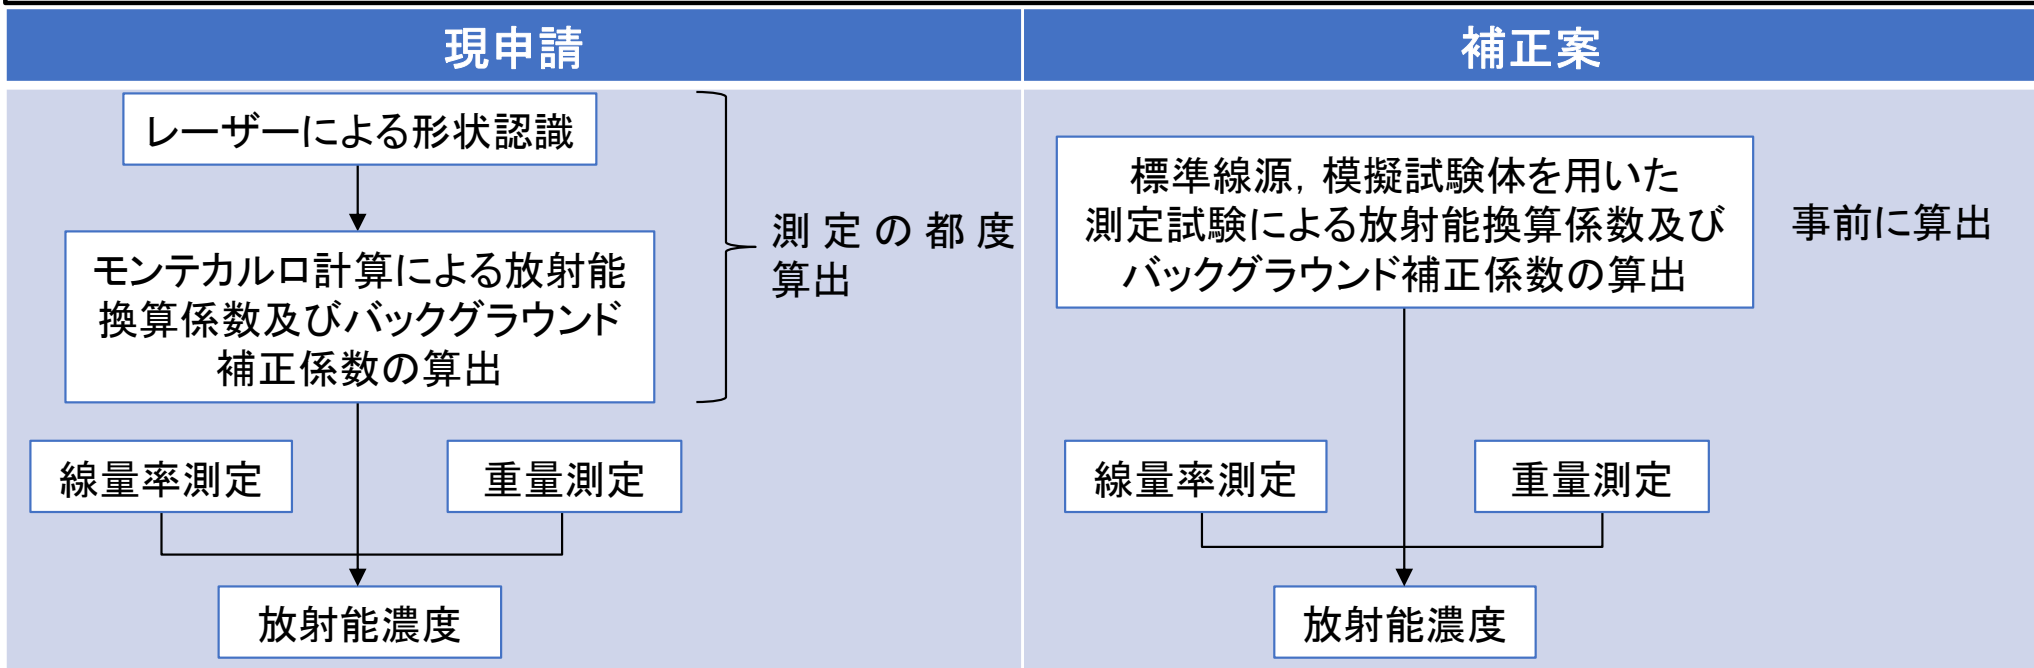 現申請
レーザーによる形状認識
モンテカルロ計算による放射能
換算係数及びバックグラウンド
補正係数の算出
測定の都度
算出
線量率測定
重量測定
放射能濃度
補正案
標準線源，模擬試験体を用いた
測定試験による放射能換算係数及び
バックグラウンド補正係数の算出
事前に算出
線量率測定
重量測定
放射能濃度